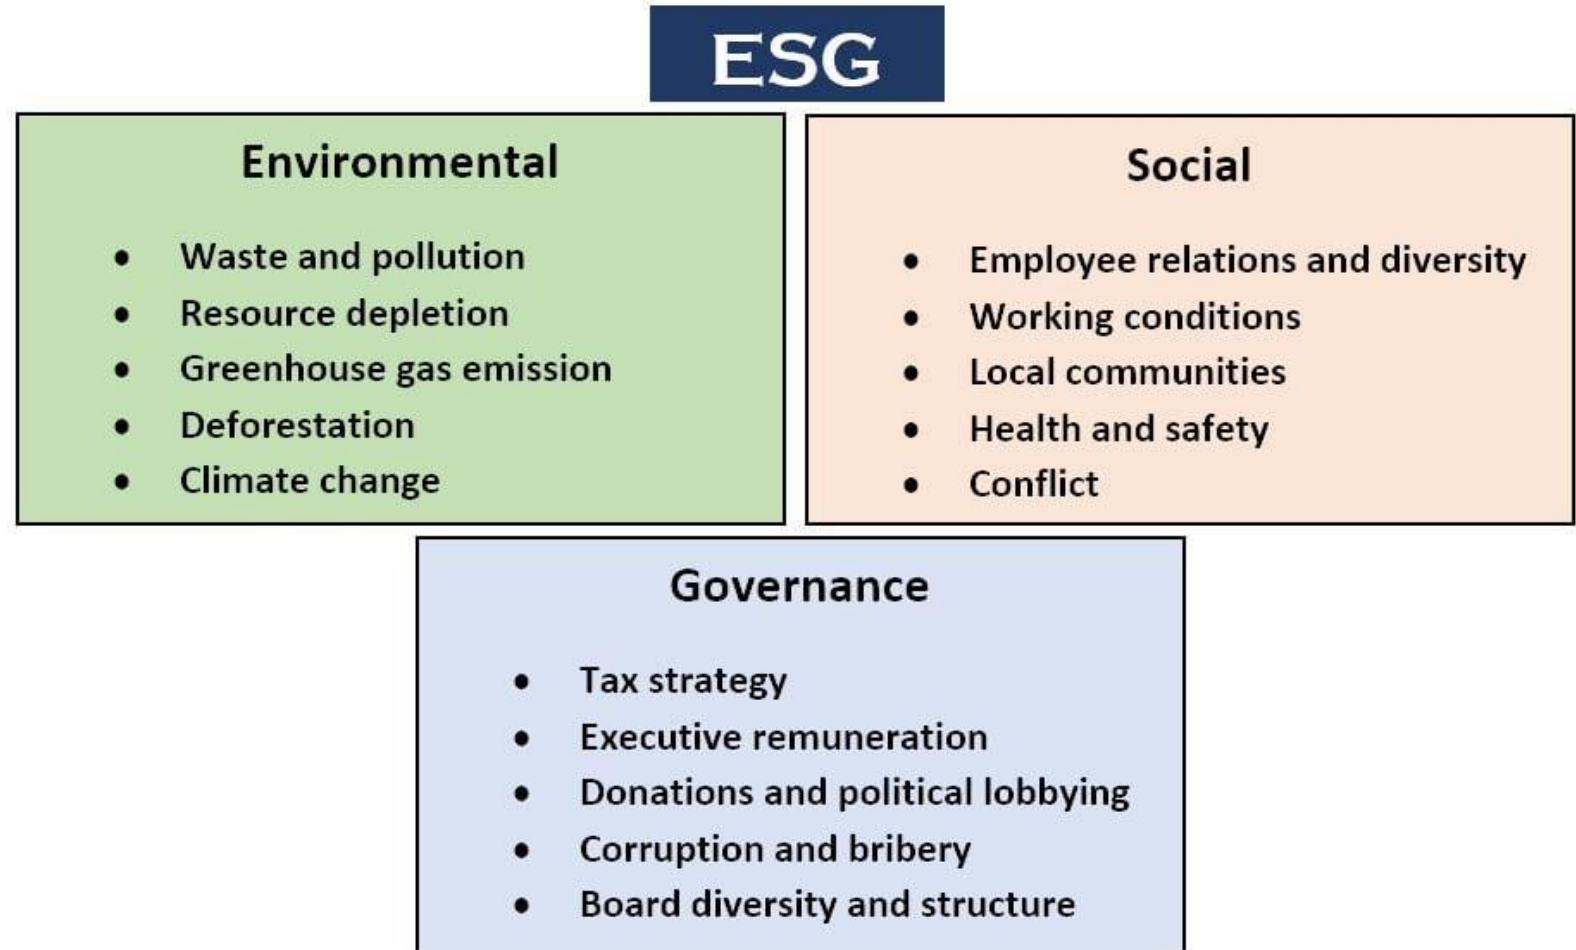 ESG
Environmental
• Waste and pollution
• Resource depletion
• Greenhouse gas emission
• Deforestation
• Climate change
Social
• Employee relations and diversity
• Working conditions
• Local communities
• Health and safety
• Conflict
Governance
• Tax strategy
• Executive remuneration
• Donations and political lobbying
• Corruption and bribery
• Board diversity and structure